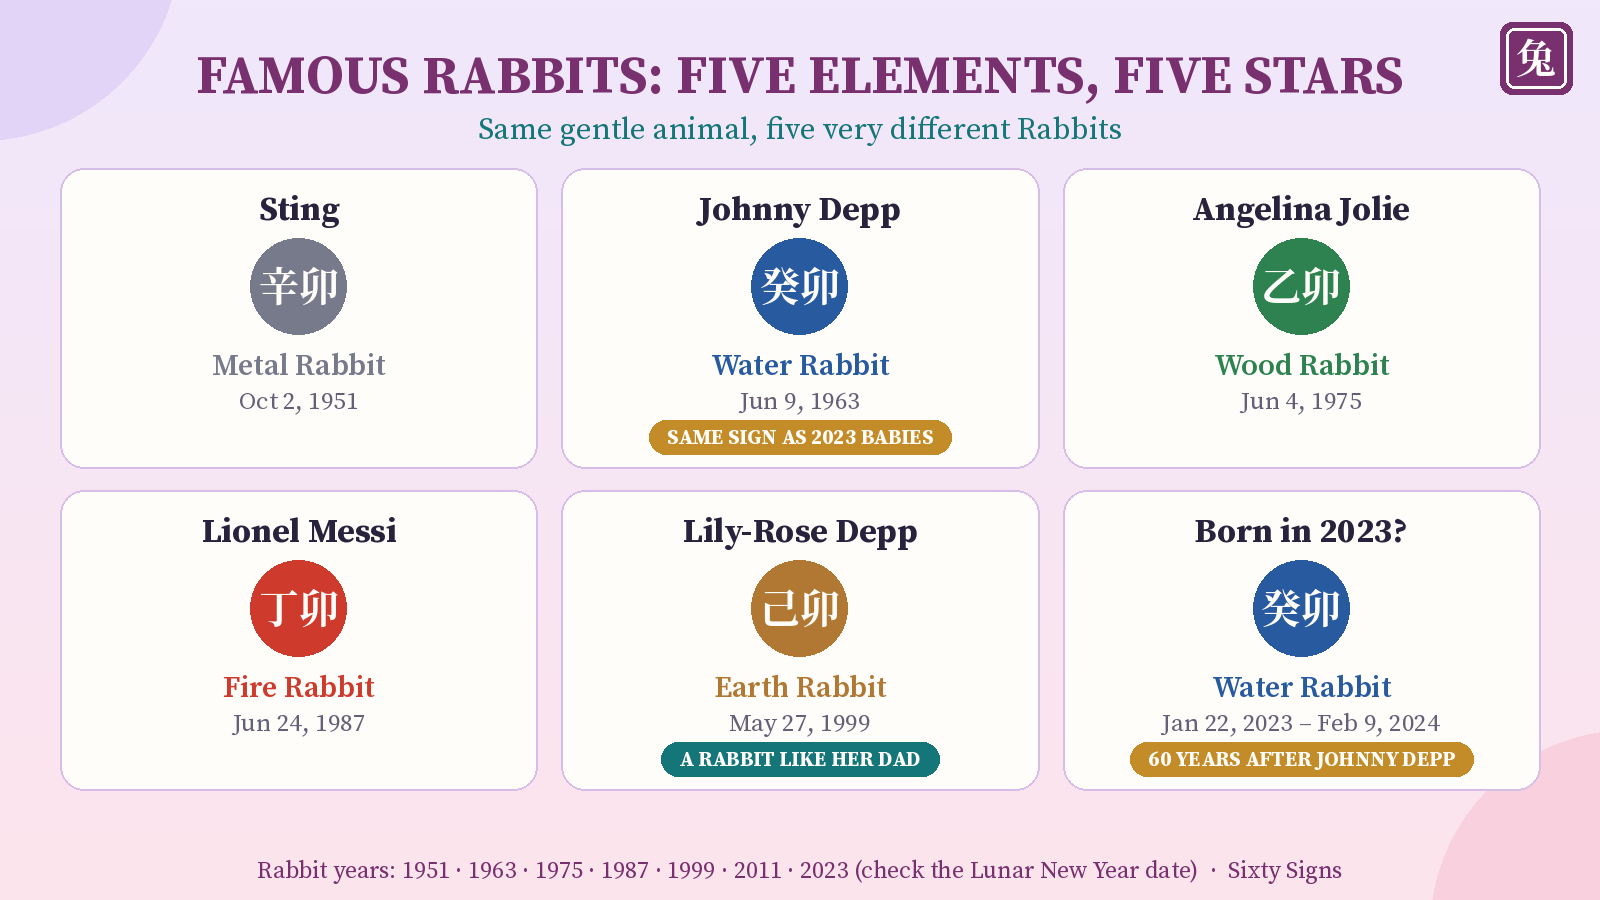 兔
FAMOUS RABBITS: FIVE ELEMENTS, FIVE STARS
Same gentle animal, five very different Rabbits
Sting
辛卯
Metal Rabbit
Oct 2, 1951
Johnny Depp
癸卯
Water Rabbit
Jun 9, 1963
SAME SIGN AS 2023 BABIES
Angelina Jolie
乙卯
Wood Rabbit
Jun 4, 1975
Lionel Messi
丁卯
Fire Rabbit
Jun 24, 1987
Lily-Rose Depp
己卯
Earth Rabbit
May 27, 1999
A RABBIT LIKE HER DAD
Born in 2023?
癸卯
Water Rabbit
Jan 22, 2023 – Feb 9, 2024
60 YEARS AFTER JOHNNY DEPP
Rabbit years: 1951 · 1963 · 1975 · 1987 · 1999 · 2011 · 2023 (check the Lunar New Year date) · Sixty Signs